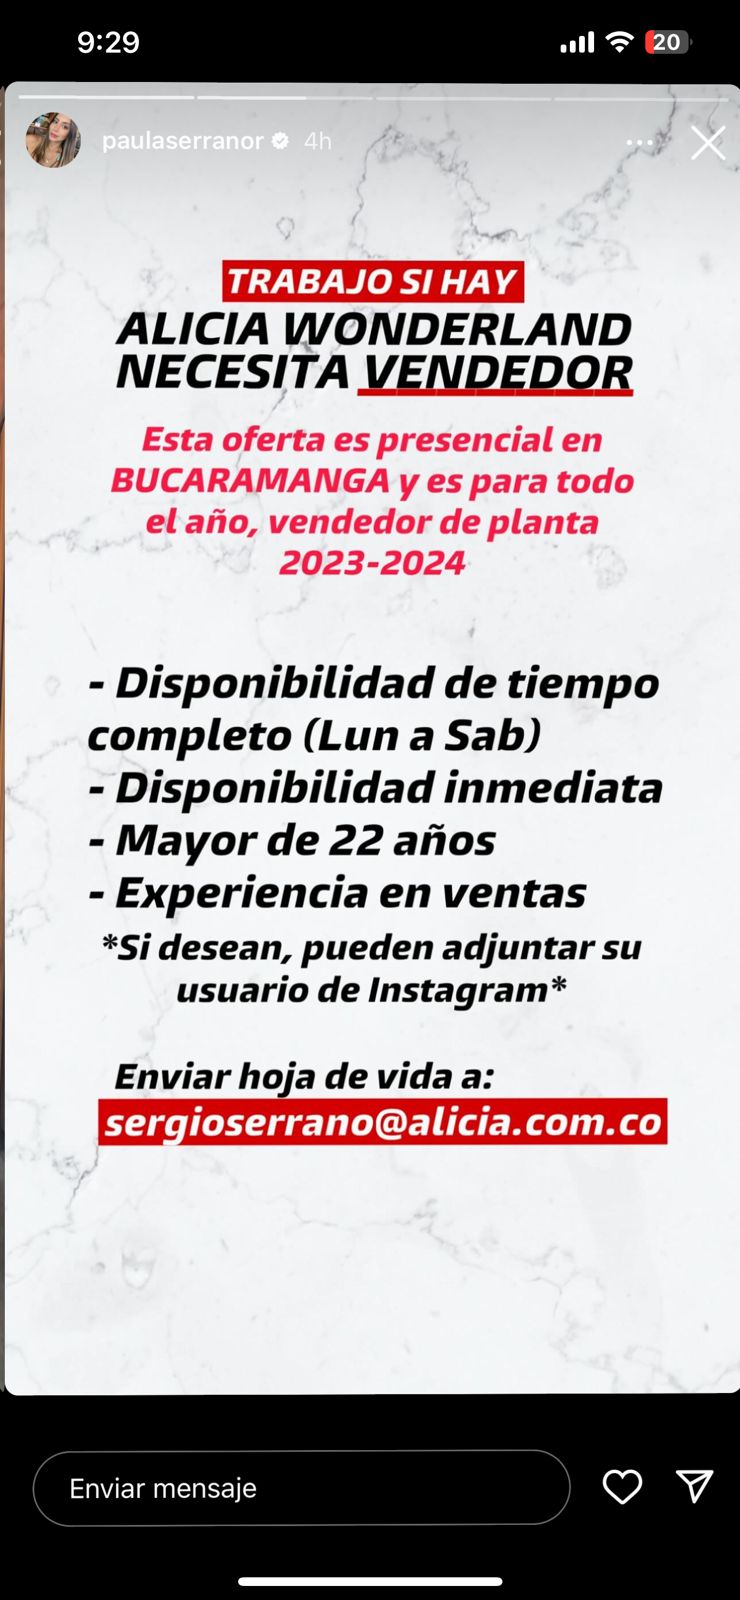 9:29
20
paulaserranor 4h
TRABAJO SI HAY
ALICIA WONDERLAND
NECESITA VENDEDOR
Esta oferta es presencial en
BUCARAMANGA y es para todo
el año, vendedor de planta
2023-2024
- Disponibilidad de tiempo
completo (Lun a Sab)
- Disponibilidad inmediata
- Mayor de 22 años
- Experiencia en ventas
*Si desean, pueden adjuntar su
usuario de Instagram*
Enviar hoja de vida a:
sergioserrano@alicia.com.co
Enviar mensaje